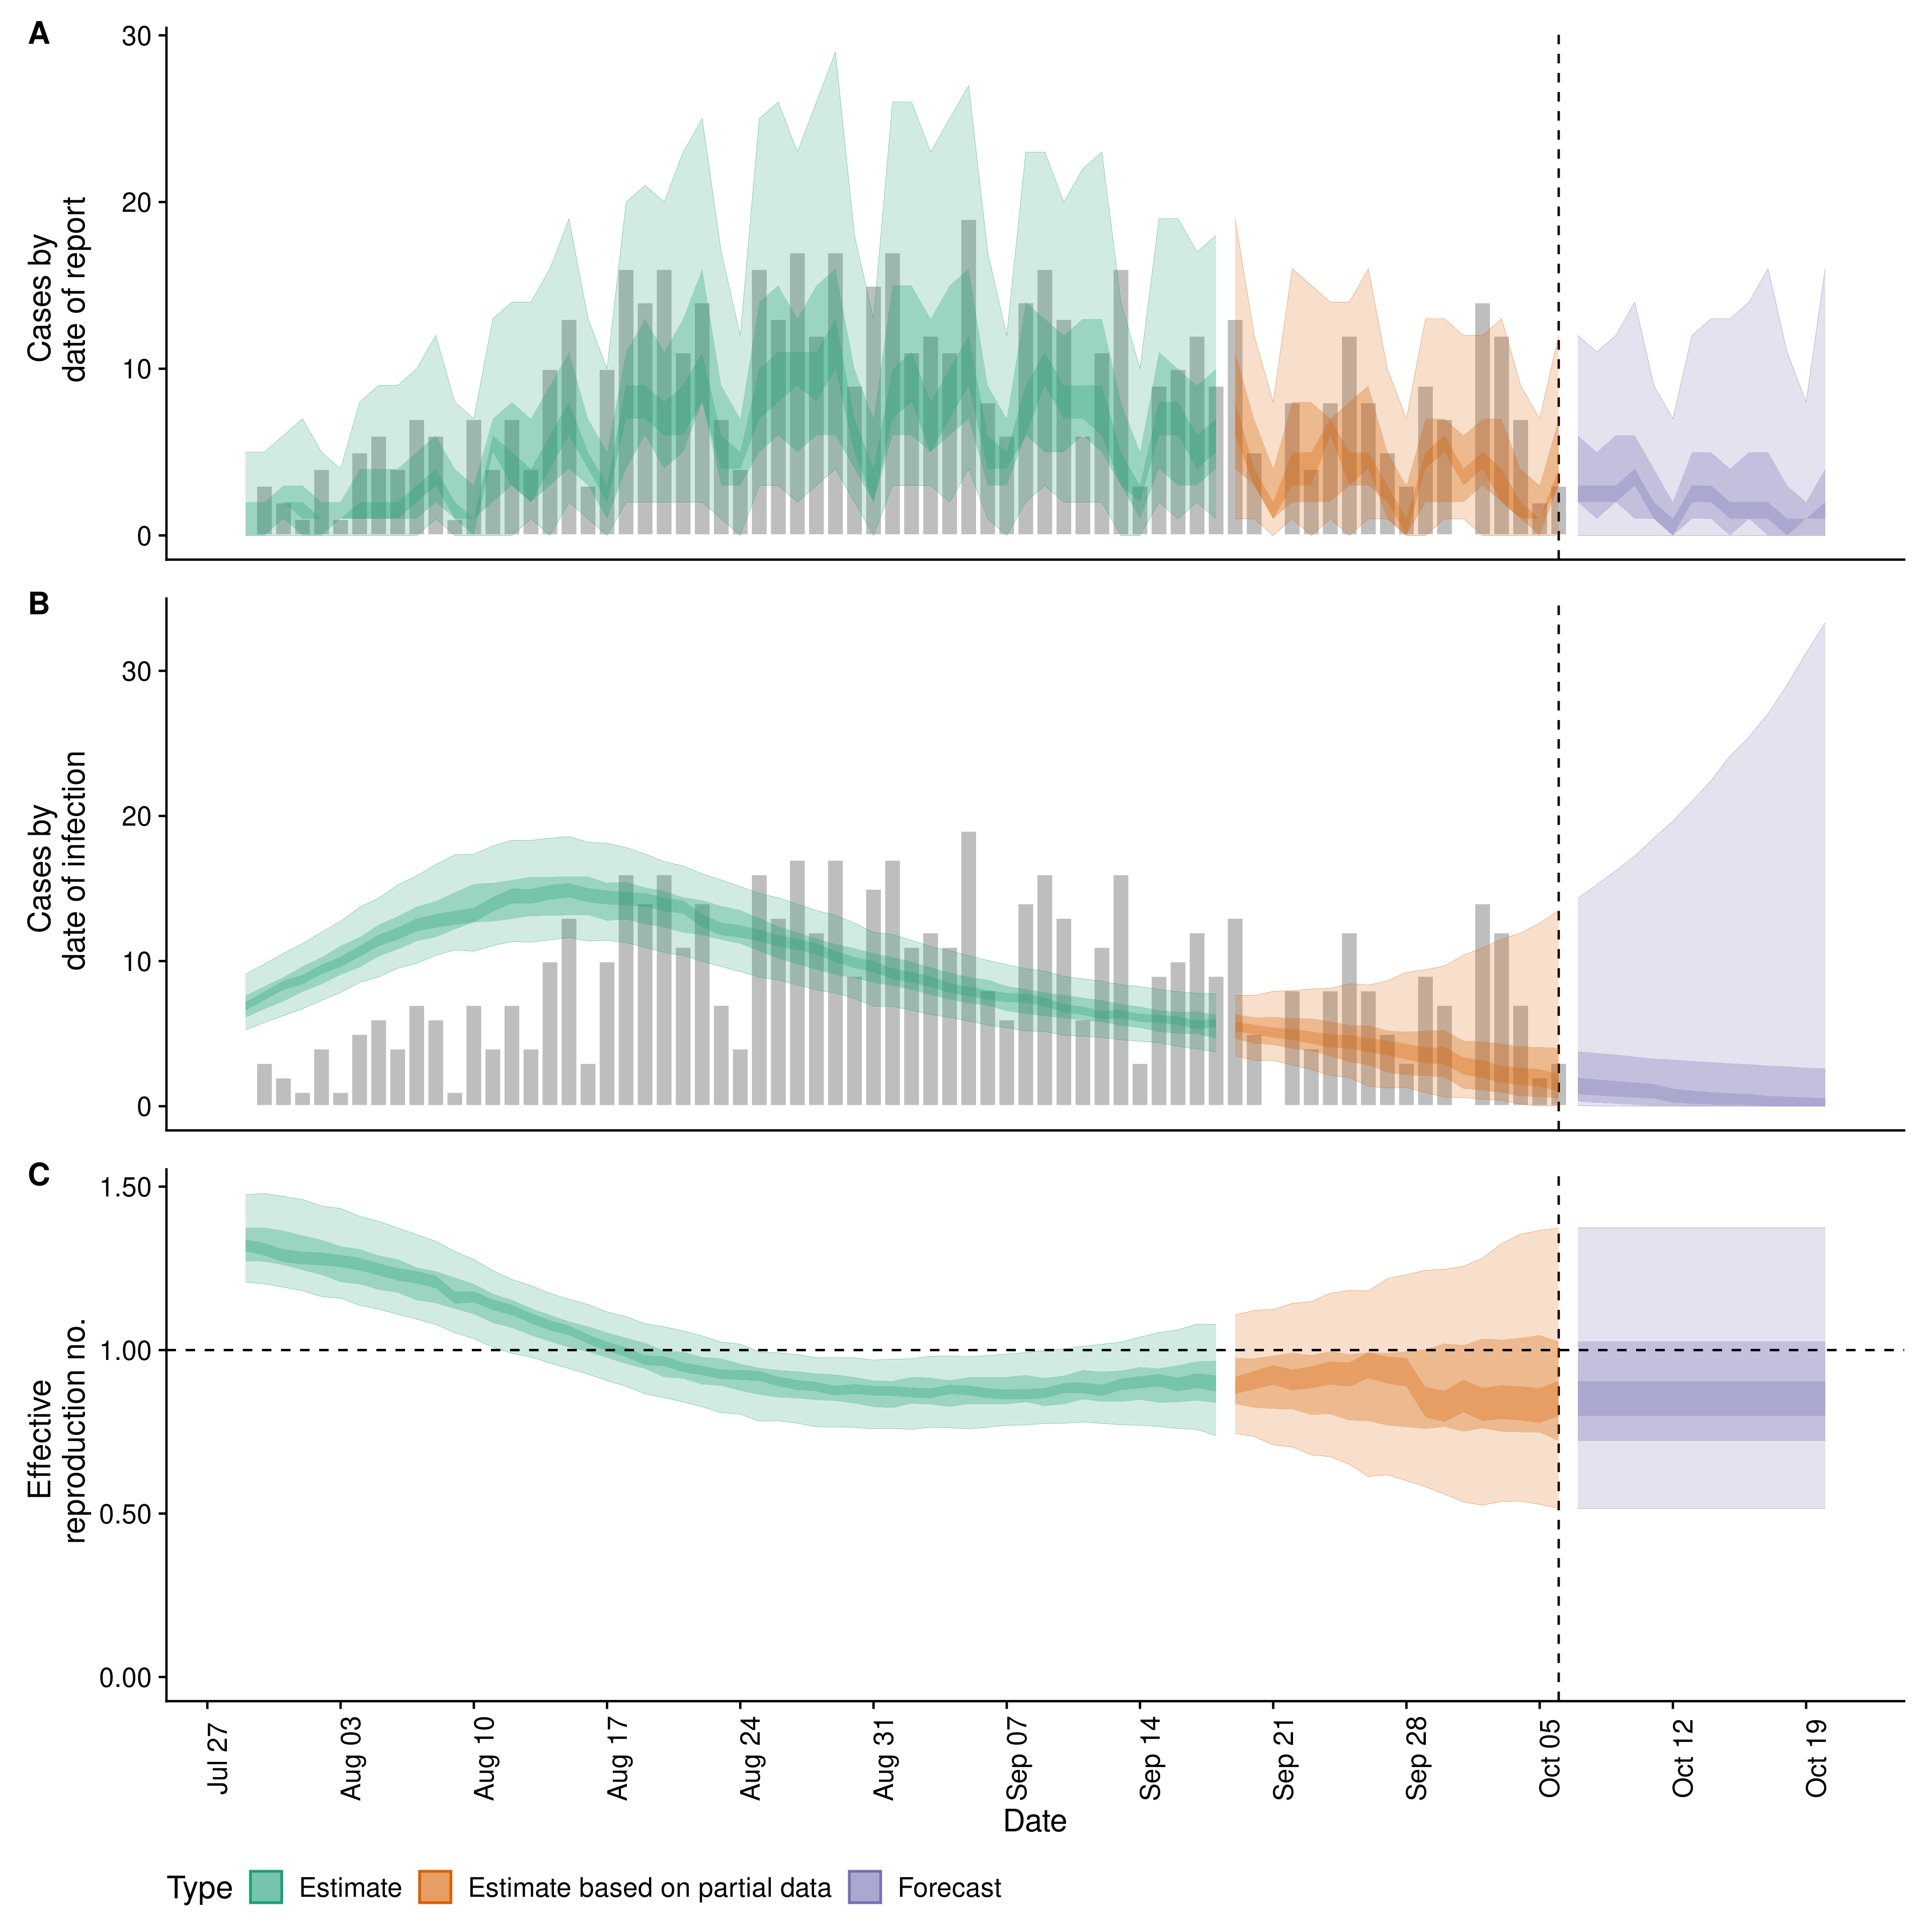 A
Cases by
date of report
30
20
10
0
B
Cases by
date of infection
30
20
10
0
C
Effective
reproduction no.
1.50
1.00
0.50
0.00
Jul 27
Aug 03
Aug 10
Aug 17
Aug 24
Aug 31
Sep 07
Sep 14
Sep 21
Sep 28
Oct 05
Oct 12
Oct 19
Date
Type Estimate Estimate based on partial data Forecast